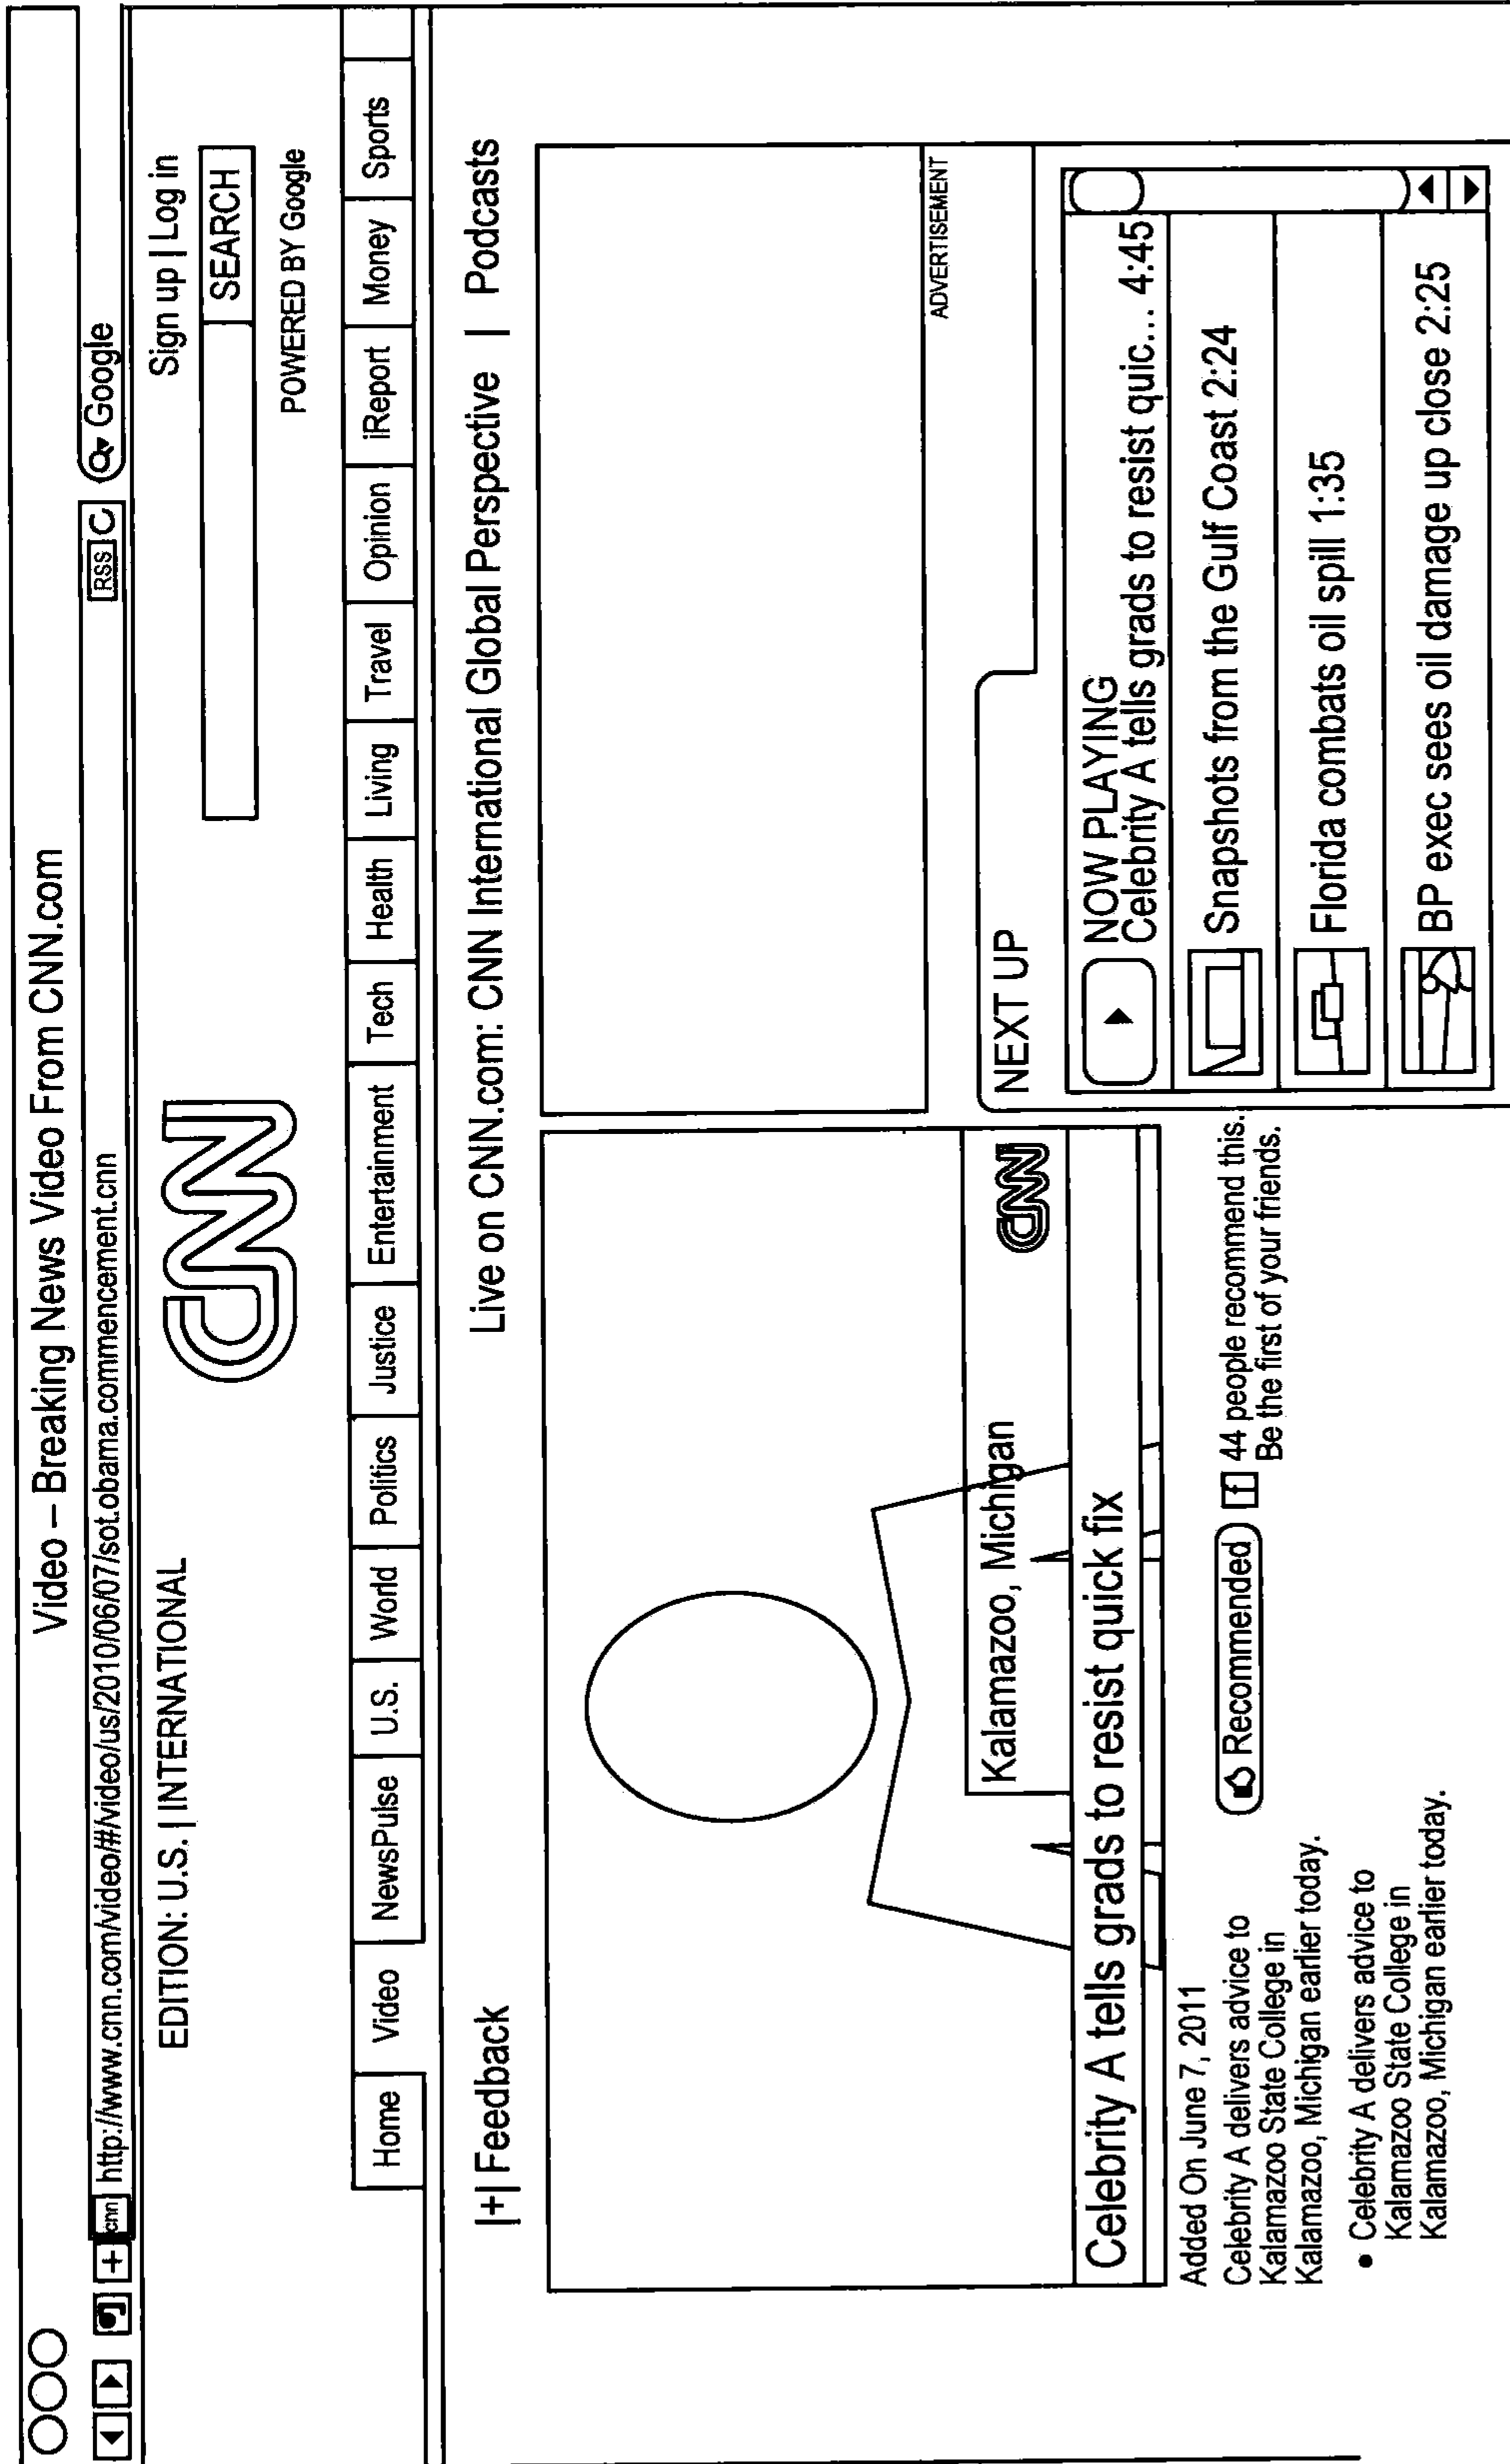 Video – Breaking News Video From CNN.com
cnn http://www.cnn.com/video/#/video/us/2010/06/07/sot.obama.commencement.cnn RSS C Google
EDITION: U.S. | INTERNATIONAL
CNN
Sign up | Log in
SEARCH
POWERED BY Google
Home Video NewsPulse U.S. World Politics Justice Entertainment Tech Health Living Travel Opinion iReport Money Sports
|+| Feedback
Live on CNN.com: CNN International Global Perspective | Podcasts
Kalamazoo, Michigan
CNN
Celebrity A tells grads to resist quick fix
Added On June 7, 2011
Celebrity A delivers advice to
Kalamazoo State College in
Kalamazoo, Michigan earlier today.
• Celebrity A delivers advice to
Kalamazoo State College in
Kalamazoo, Michigan earlier today.
Recommended
f 44 people recommend this.
Be the first of your friends.
ADVERTISEMENT
NEXT UP
NOW PLAYING
Celebrity A tells grads to resist quic... 4:45
Snapshots from the Gulf Coast 2:24
Florida combats oil spill 1:35
BP exec sees oil damage up close 2:25